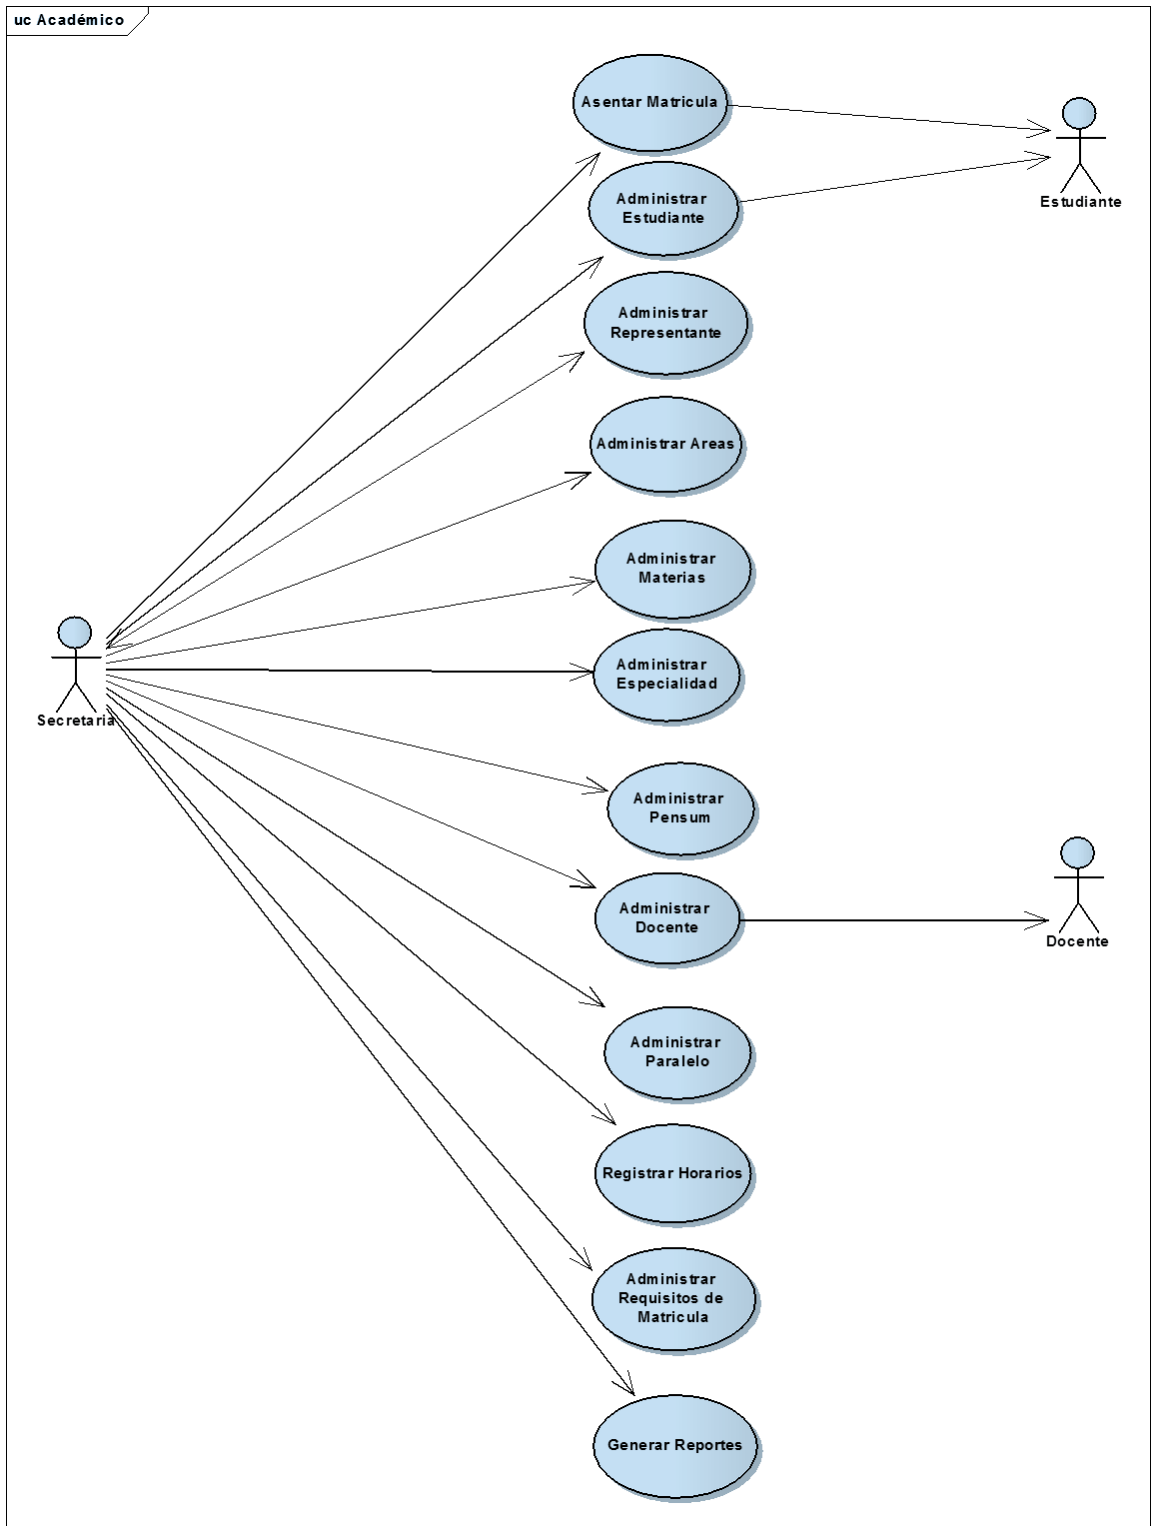 uc Académico
Asentar Matricula
Estudiante
Administrar
Estudiante
Administrar
Representante
Administrar Areas
Administrar
Materias
Secretaria
Administrar
Especialidad
Administrar
Pensum
Administrar
Docente
Docente
Administrar
Paralelo
Registrar Horarios
Administrar
Requisitos de
Matricula
Generar Reportes